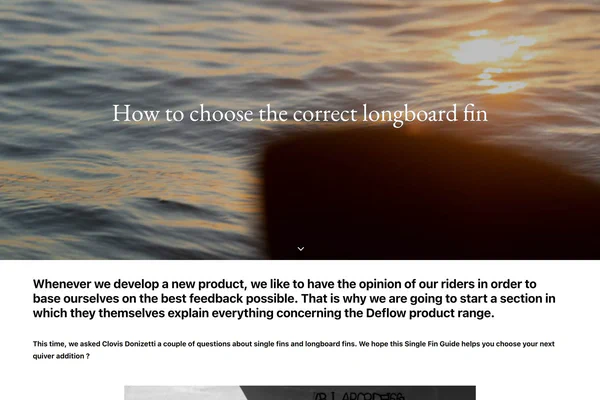 How to choose the correct longboard fin
Whenever we develop a new product, we like to have the opinion of our riders in order to
base ourselves on the best feedback possible. That is why we are going to start a section in
which they themselves explain everything concerning the Deflow product range.
This time, we asked Clovis Donizetti a couple of questions about single fins and longboard fins. We hope this Single Fin Guide helps you choose your next
quiver addition ?